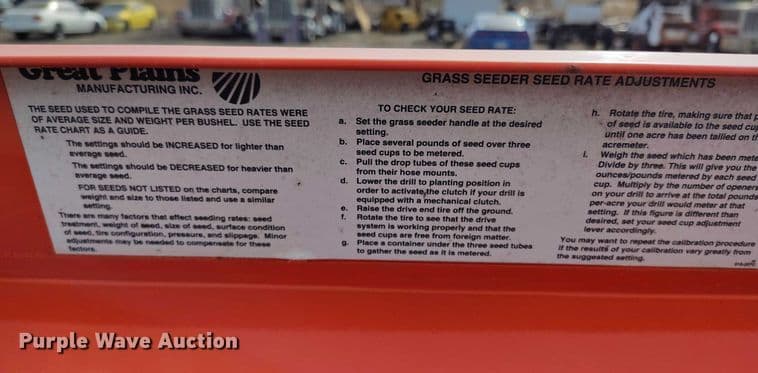 Great Plains
MANUFACTURING INC.
THE SEED USED TO COMPILE THE GRASS SEED RATES WERE
OF AVERAGE SIZE AND WEIGHT PER BUSHEL. USE THE SEED
RATE CHART AS A GUIDE.
The settings should be INCREASED for lighter than
average seed.
The settings should be DECREASED for heavier than
average seed.
FOR SEEDS NOT LISTED on the charts, compare
weight and size to those listed and use a similar
setting.
There are many factors that affect seeding rates: seed
treatment, weight of seed, size of seed, surface condition
of seed, tire configuration, pressure, and slippage. Minor
adjustments may be needed to compensate for these
factors.
GRASS SEEDER SEED RATE ADJUSTMENTS
TO CHECK YOUR SEED RATE:
a. Set the grass seeder handle at the desired
setting.
b. Place several pounds of seed over three
seed cups to be metered.
c. Pull the drop tubes of these seed cups
from their hose mounts.
d. Lower the drill to planting position in
order to activate the clutch if your drill is
equipped with a mechanical clutch.
e. Raise the drive end tire off the ground.
f. Rotate the tire to see that the drive
system is working properly and that the
seed cups are free from foreign matter.
g. Place a container under the three seed tubes
to gather the seed as it is metered.
h. Rotate the tire, making sure that
of seed is available to the seed cu
until one acre has been tallied on
acremeter.
i. Weigh the seed which has been mete
Divide by three. This will give you the
ounces/pounds metered by each seed
cup. Multiply by the number of openers
on your drill to arrive at the total pounds
per-acre your drill would meter at that
setting. If this figure is different than
desired, set your seed cup adjustment
lever accordingly.
You may want to repeat the calibration procedure
if the results of your calibration vary greatly from
the suggested setting.
Purple Wave Auction